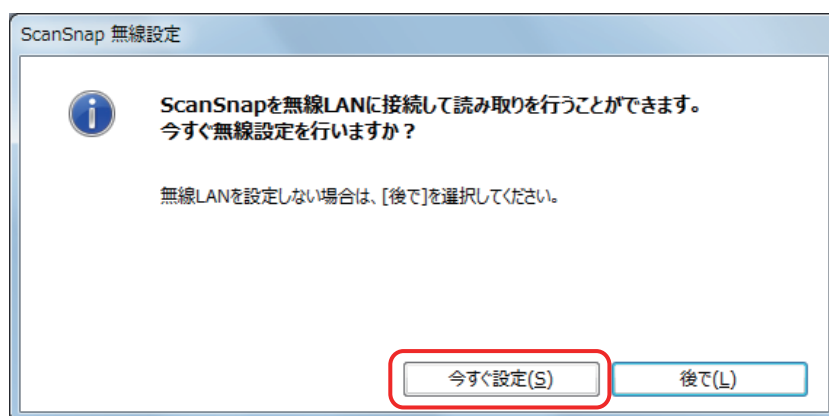 ScanSnap 無線設定
ScanSnapを無線LANに接続して読み取りを行うことができます。
今すぐ無線設定を行いますか？
無線LANを設定しない場合は、[後で]を選択してください。
今すぐ設定(S) 後で(L)